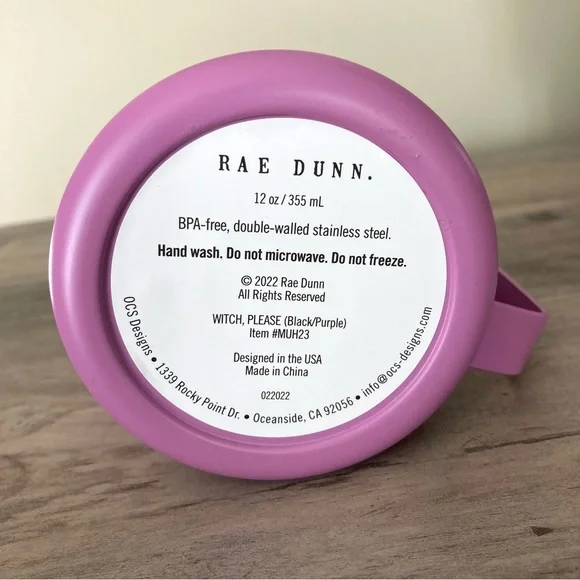 RAE DUNN.
12 oz / 355 mL
BPA-free, double-walled stainless steel.
Hand wash. Do not microwave. Do not freeze.
© 2022 Rae Dunn
All Rights Reserved
WITCH, PLEASE (Black/Purple)
Item #MUH23
Designed in the USA
Made in China
022022
OCS Designs • 1339 Rocky Point Dr. • Oceanside, CA 92056 • info@ocs-designs.com